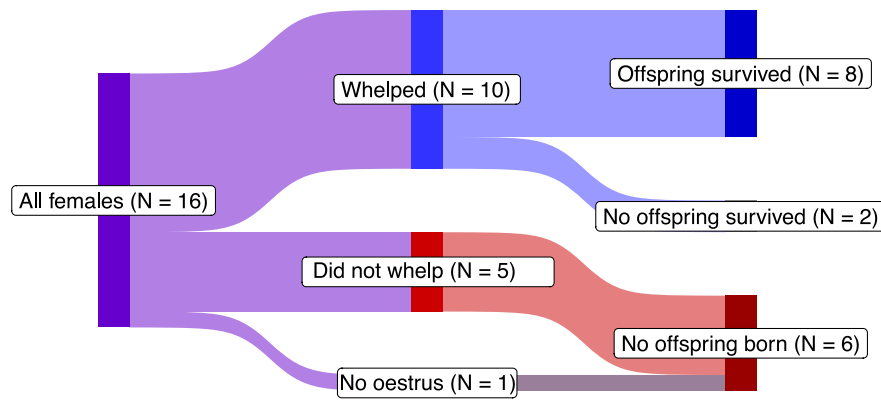 Offspring survived (N = 8)
Whelped (N = 10)
All females (N = 16)
No offspring survived (N = 2)
Did not whelp (N = 5)
No offspring born (N = 6)
No oestrus (N = 1)